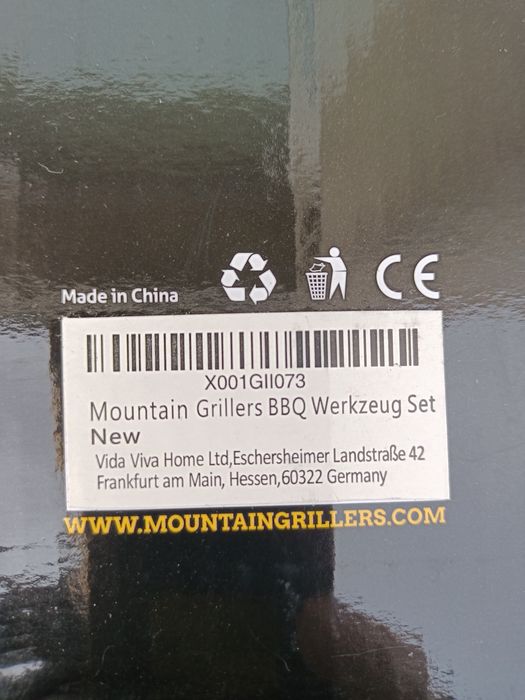 Made in China
CE
X001GII073
Mountain Grillers BBQ Werkzeug Set
New
Vida Viva Home Ltd,Eschersheimer Landstraße 42
Frankfurt am Main, Hessen,60322 Germany
WWW.MOUNTAINGRILLERS.COM